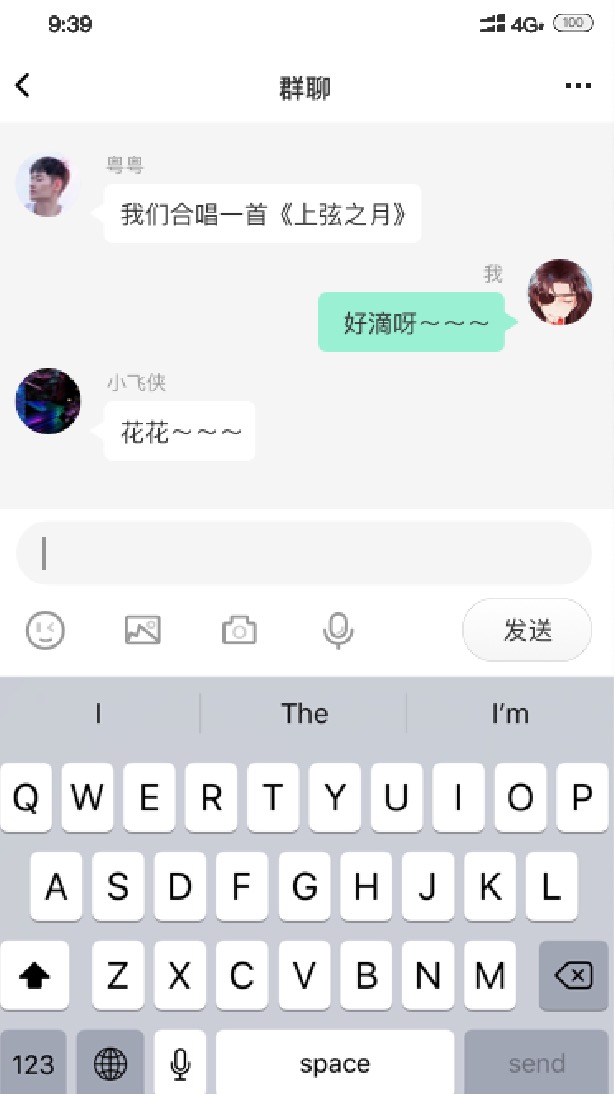 9:39
4G 100
群聊
粤粤
我们合唱一首《上弦之月》
我
好滴呀～～～
小飞侠
花花～～～
发送
I The I'm
Q W E R T Y U I O P
A S D F G H J K L
Z X C V B N M
123 space send